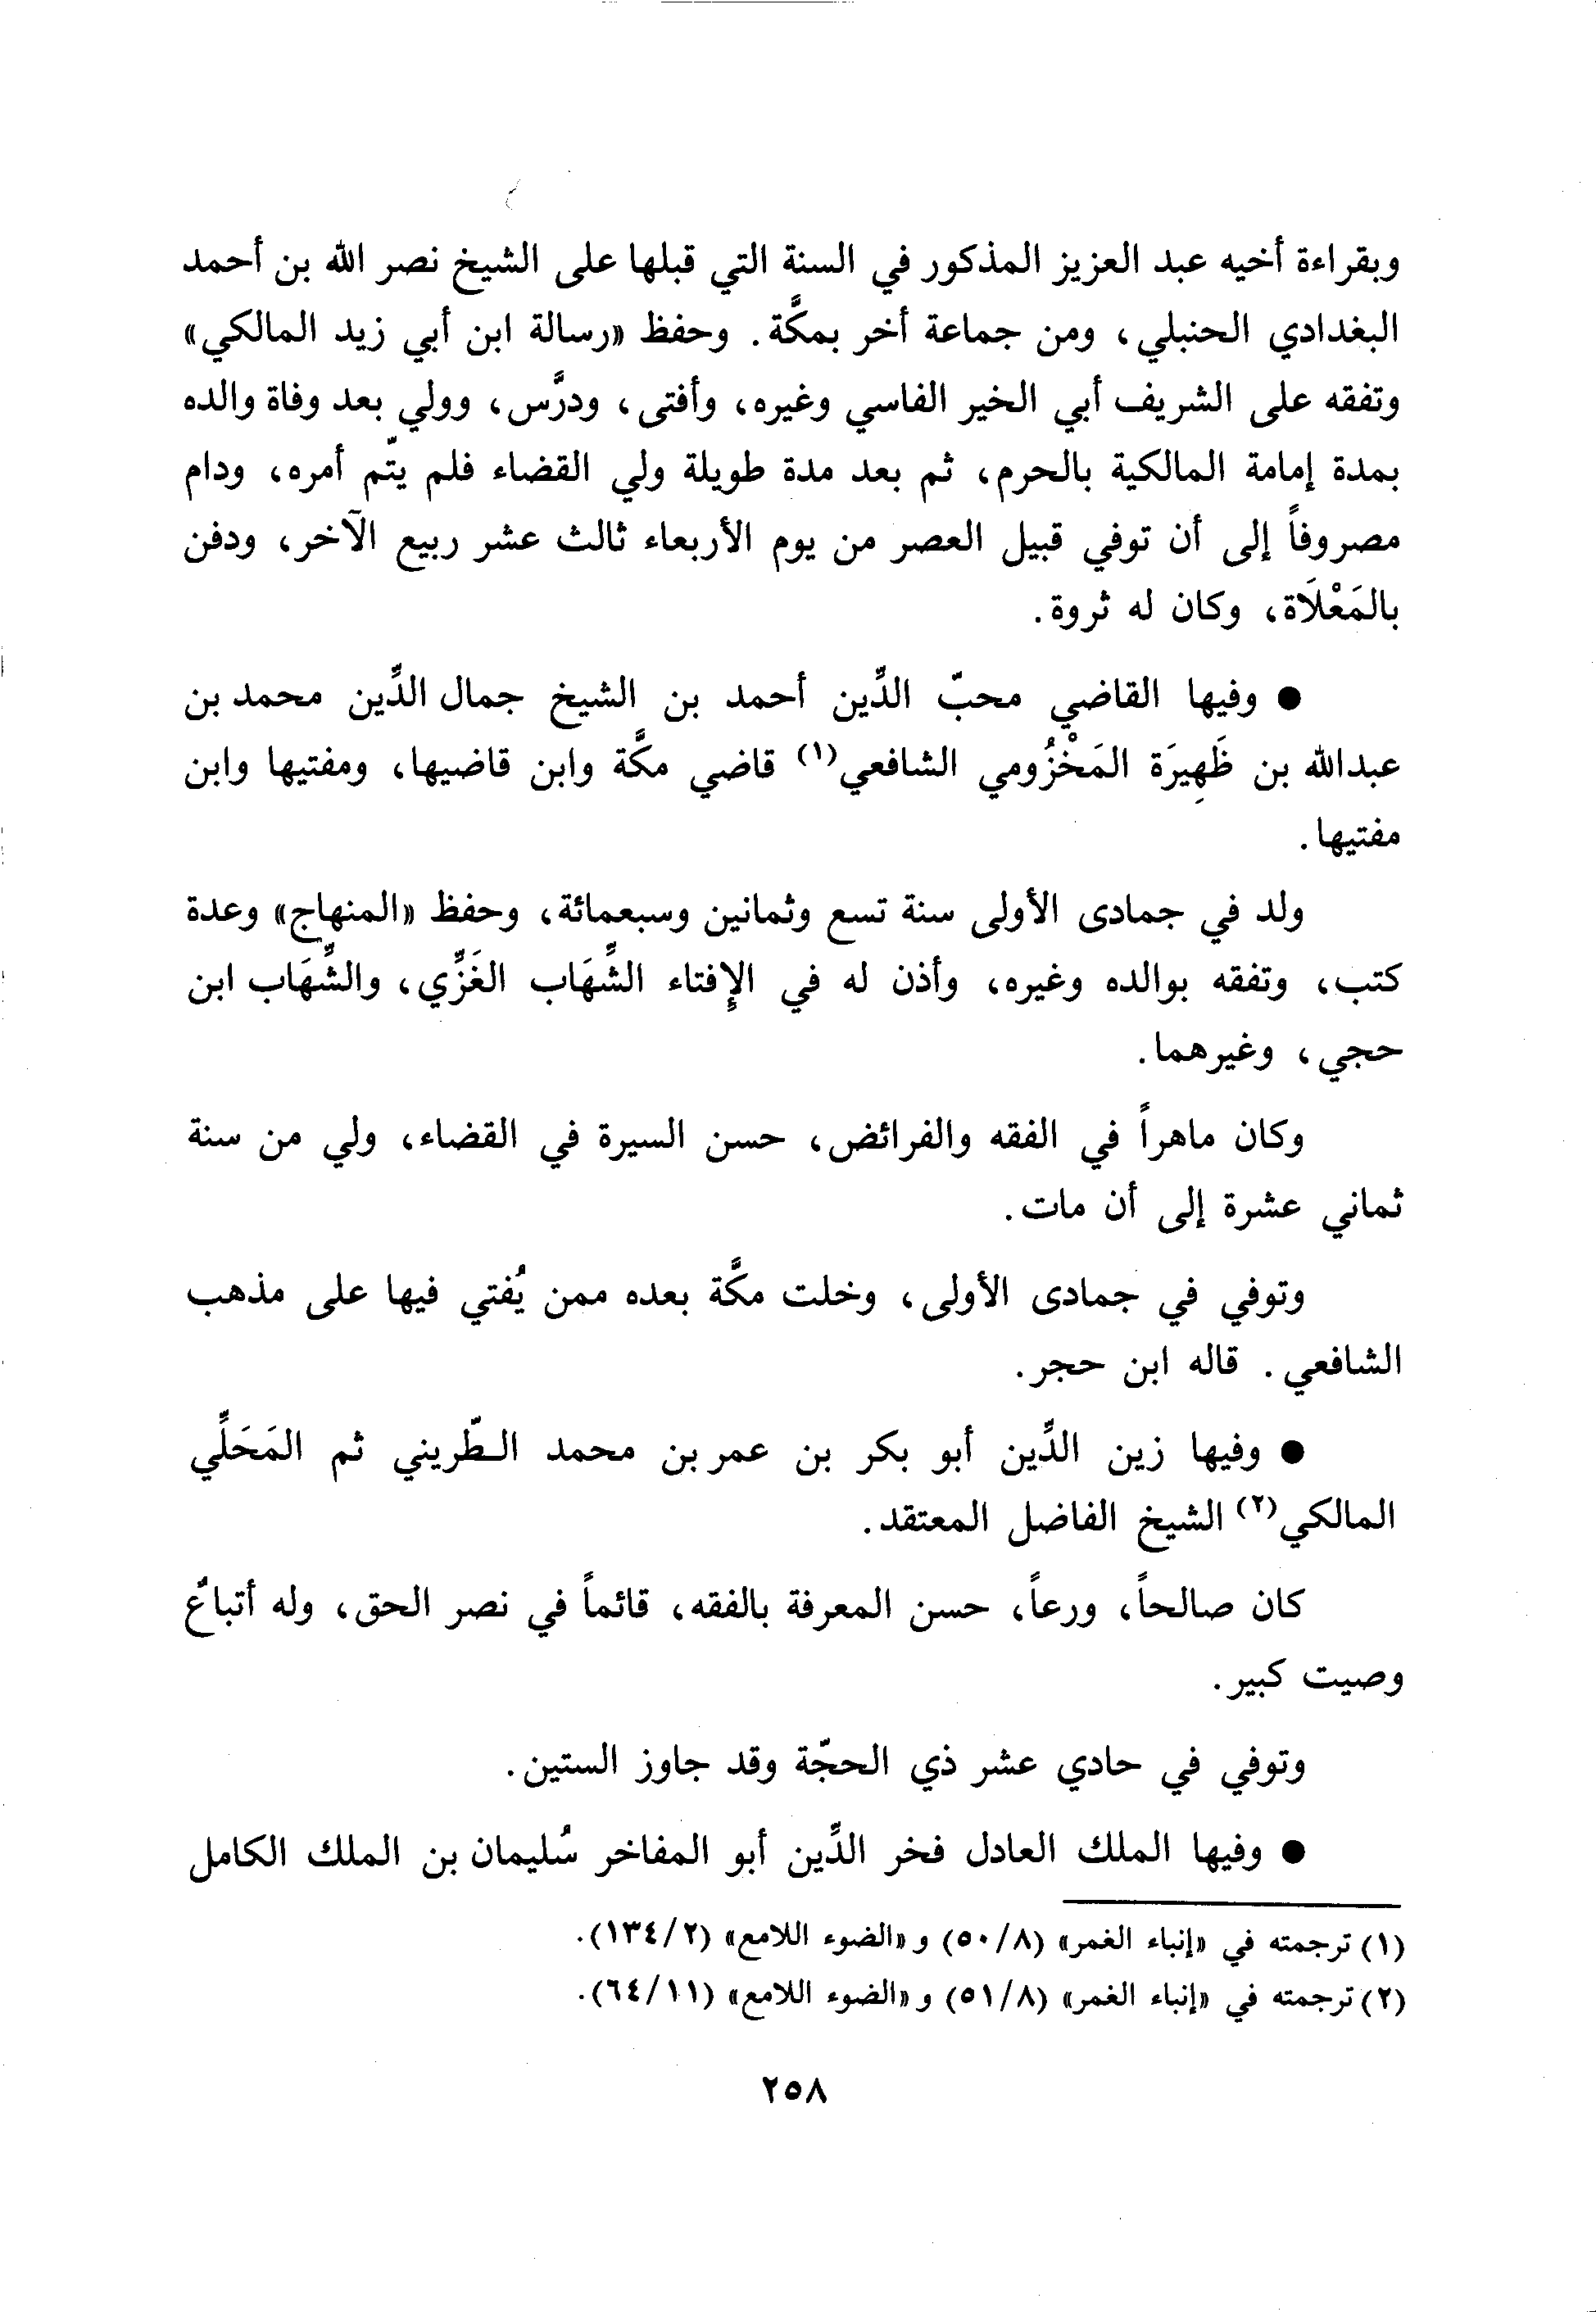 وبقراءة أخيه عبد العزيز المذكور في السنة التي قبلها على الشيخ نصر الله بن أحمد
البغدادي الحنبلي، ومن جماعة أخر بمكَّة. وحفظ «رسالة ابن أبي زيد المالكي»
وتفقه على الشريف أبي الخير الفاسي وغيره، وأفتى، ودرَّس، وولي بعد وفاة والده
بمدة إمامة المالكية بالحرم، ثم بعد مدة طويلة ولي القضاء فلم يتّم أمره، ودام
مصروفاً إلى أن توفي قبيل العصر من يوم الأربعاء ثالث عشر ربيع الآخر، ودفن
بالمَعْلَاة، وكان له ثروة.
● وفيها القاضي محبّ الدِّين أحمد بن الشيخ جمال الدِّين محمد بن
عبدالله بن ظَهِيرَة المَخْزُومي الشافعي(١) قاضي مكَّة وابن قاضيها، ومفتيها وابن
مفتيها.
ولد في جمادى الأولى سنة تسع وثمانين وسبعمائة، وحفظ «المنهاج» وعدة
كتب، وتفقه بوالده وغيره، وأذن له في الإِفتاء الشِّهَاب الغَزِّي، والشِّهَاب ابن
حجي، وغيرهما.
وكان ماهراً في الفقه والفرائض، حسن السيرة في القضاء، ولي من سنة
ثماني عشرة إلى أن مات.
وتوفي في جمادى الأولى، وخلت مكَّة بعده ممن يُفتي فيها على مذهب
الشافعي. قاله ابن حجر.
● وفيها زين الدِّين أبو بكر بن عمر بن محمد الـطّريني ثم المَحَلِّي
المالكي(٢) الشيخ الفاضل المعتقد.
كان صالحاً، ورعاً، حسن المعرفة بالفقه، قائماً في نصر الحق، وله أتباعٌ
وصيت كبير.
وتوفي في حادي عشر ذي الحجّة وقد جاوز الستين.
● وفيها الملك العادل فخر الدِّين أبو المفاخر سُليمان بن الملك الكامل
(١) ترجمته في «إنباء الغمر» (٨/٥٠) و«الضوء اللامع» (٢/١٣٤).
(٢) ترجمته في «إنباء الغمر» (٨/٥١) و«الضوء اللامع» (١١/٦٤).
٢٥٨